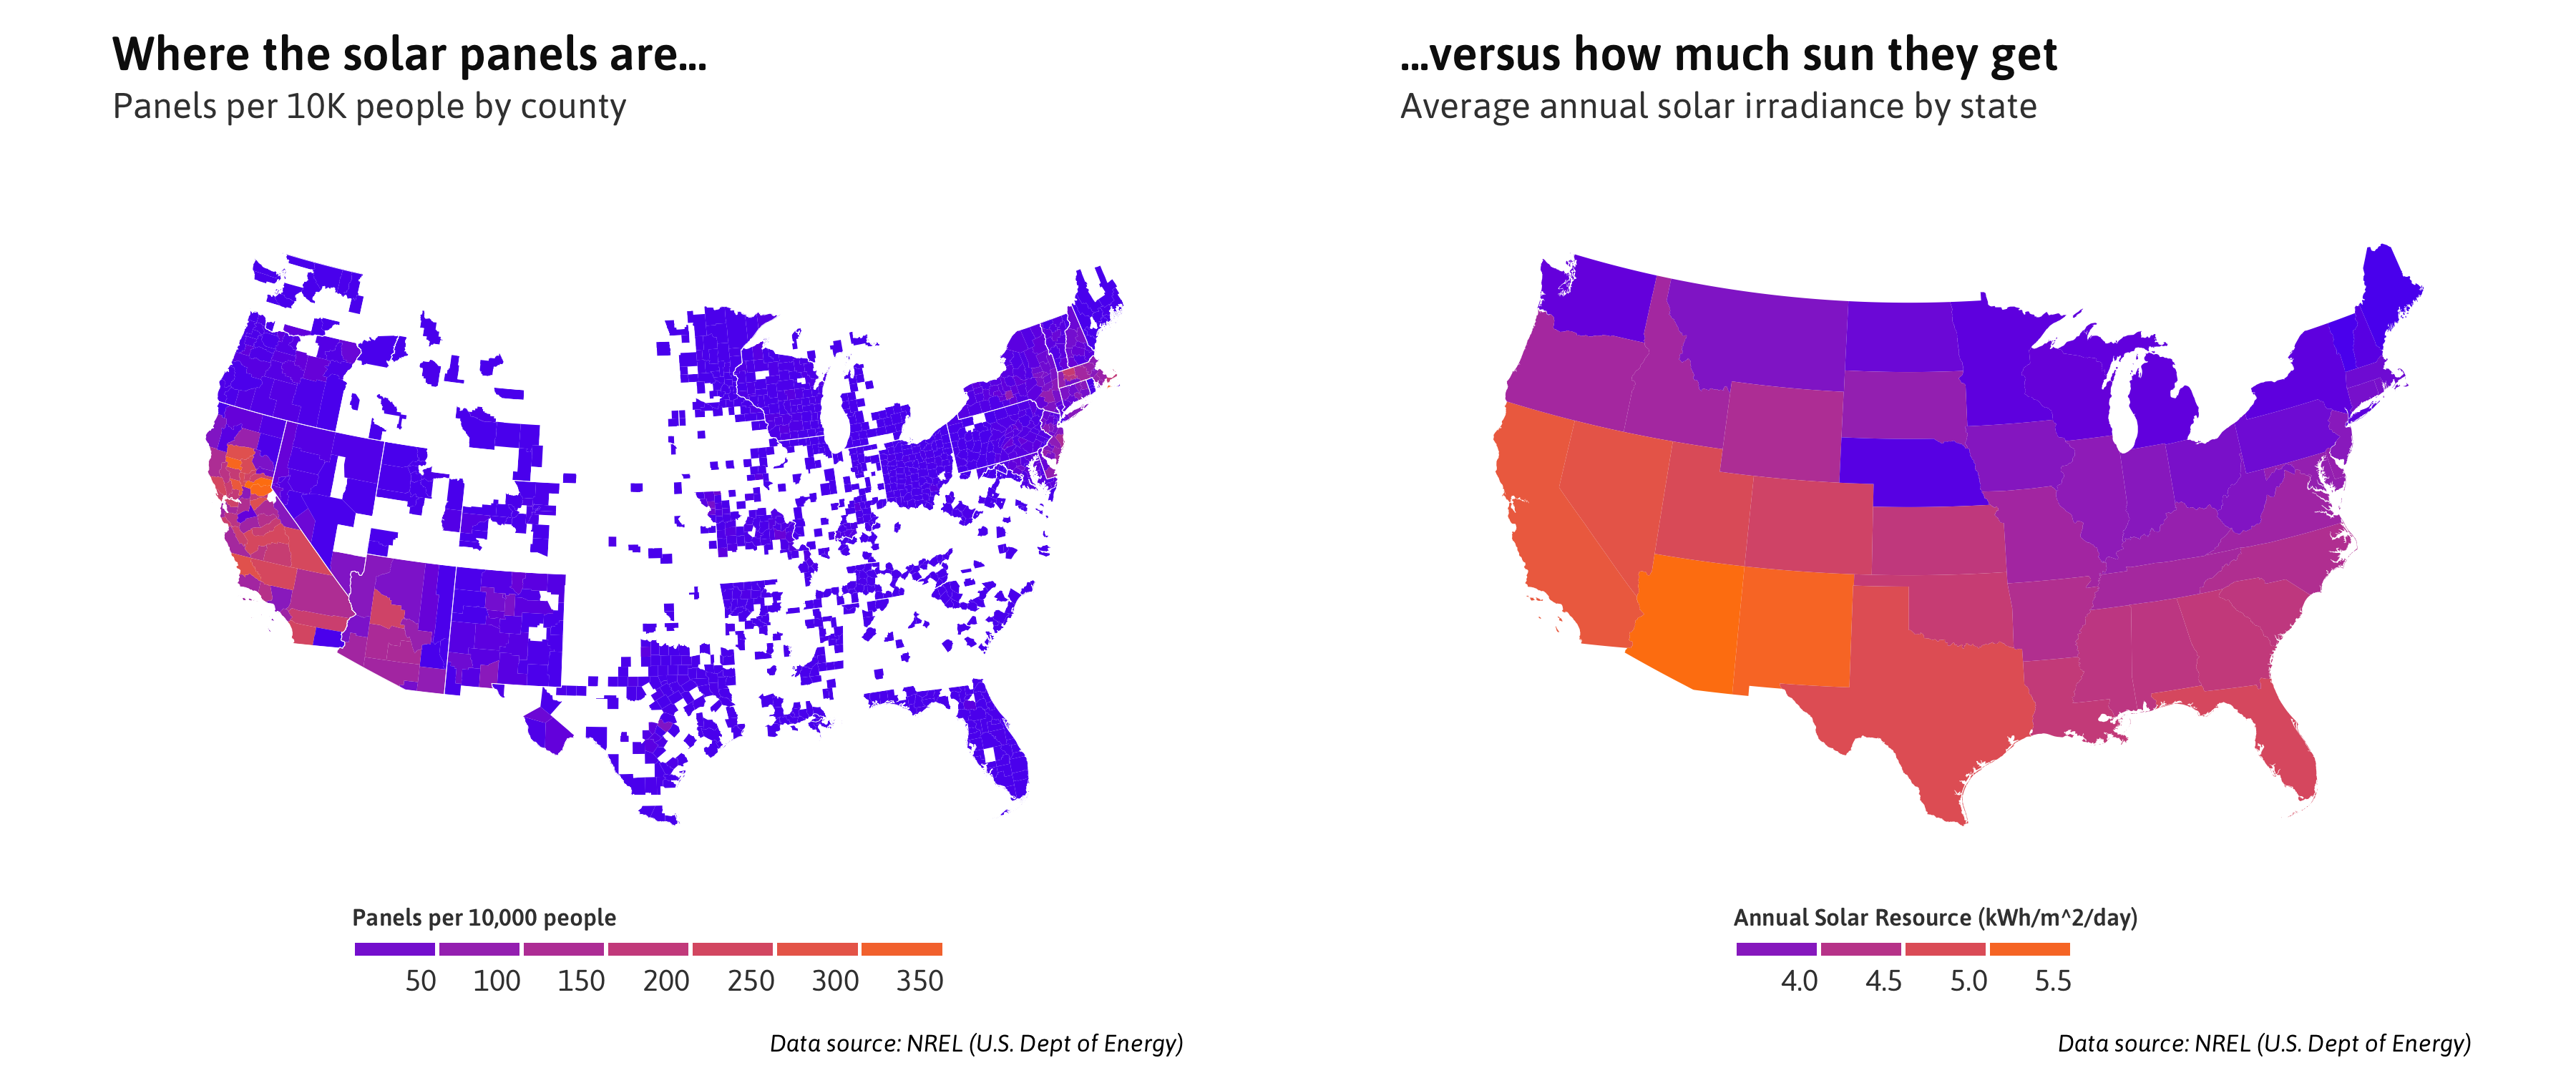 Where the solar panels are...
Panels per 10K people by county
Panels per 10,000 people
50 100 150 200 250 300 350
Data source: NREL (U.S. Dept of Energy)
...versus how much sun they get
Average annual solar irradiance by state
Annual Solar Resource (kWh/m^2/day)
4.0 4.5 5.0 5.5
Data source: NREL (U.S. Dept of Energy)